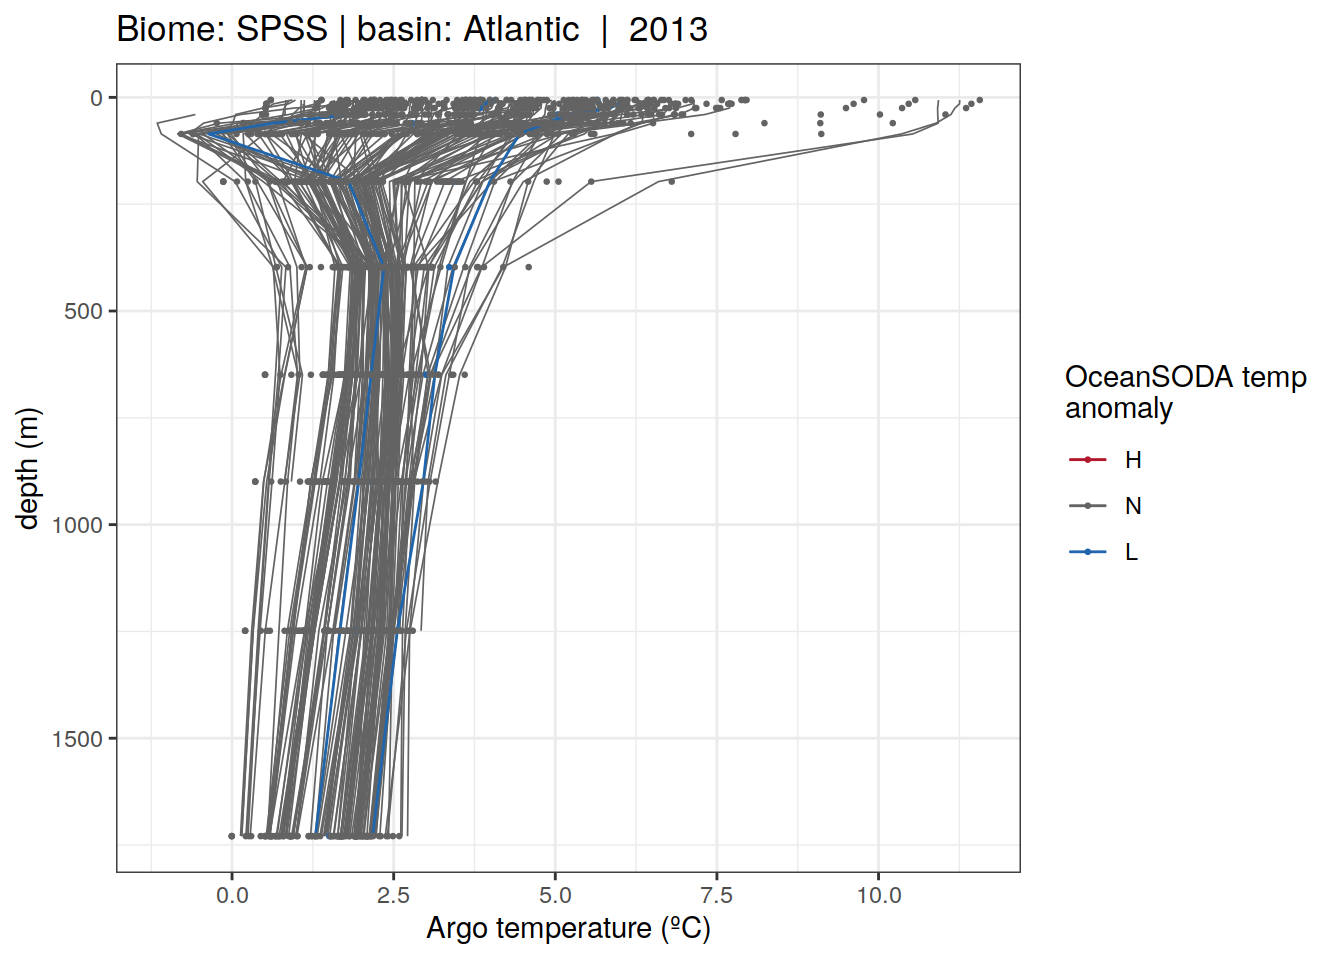 Biome: SPSS | basin: Atlantic | 2013
0
500
1000
1500
depth (m)
0.0 2.5 5.0 7.5 10.0
Argo temperature (ºC)
OceanSODA temp
anomaly
H
N
L